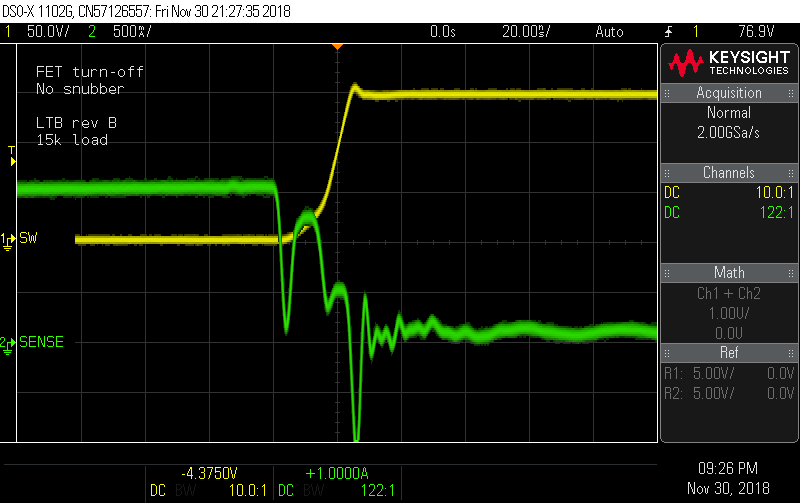 DSO-X 1102G, CN57126557: Fri Nov 30 21:27:35 2018
1 50.0V/ 2 500%/ 0.0s 20.00%/ Auto 1 76.9V
FET turn-off
No snubber
LTB rev B
15k load
T
1 SW
2 SENSE
KEYSIGHT
TECHNOLOGIES
Acquisition
Normal
2.00GSa/s
Channels
DC 10.0:1
DC 122:1
Math
Ch1 + Ch2
1.00V/
0.0V
Ref
R1: 5.00V/ 0.0V
R2: 5.00V/ 0.0V
-4.3750V +1.0000A
DC BW 10.0:1 DC BW 122:1
09:26 PM
Nov 30, 2018